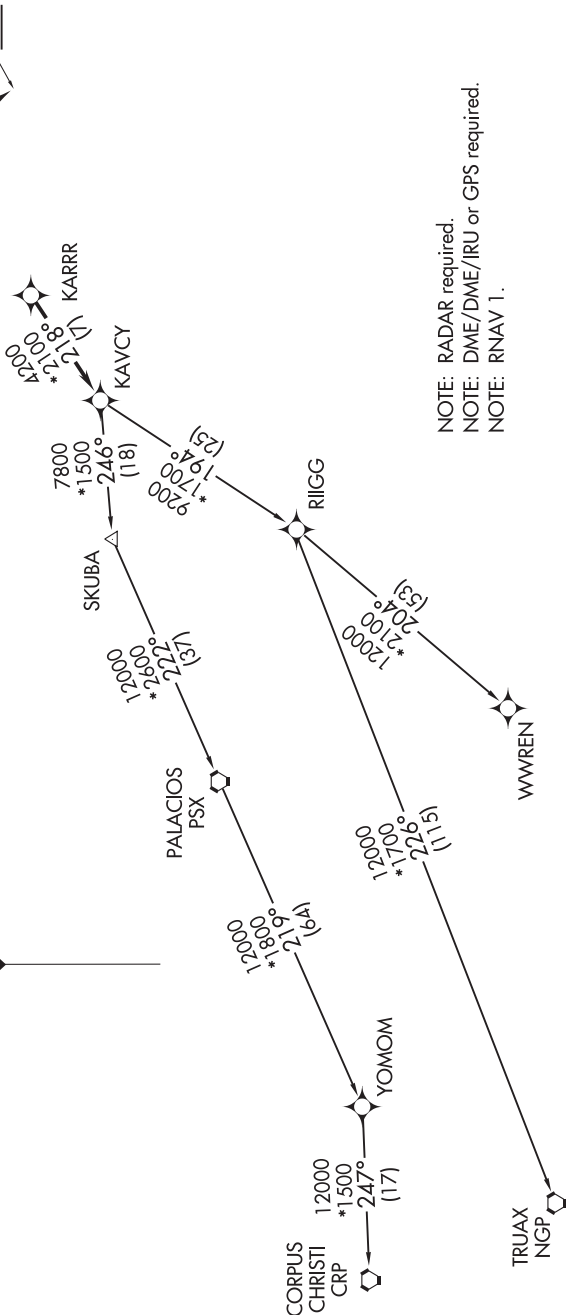 KARRR
4200
*2100
218°
(7)
KAVCY
7800
*1500
246°
(18)
9200
*1700
194°
(25)
SKUBA
RIIGG
12000
*2600
222°
(37)
12000
*2100
204°
(53)
PALACIOS
PSX
WWREN
12000
*1700
226°
(115)
12000
*1800
219°
(64)
YOMOM
12000
*1500
247°
(17)
CORPUS
CHRISTI
CRP
TRUAX
NGP
NOTE: RADAR required.
NOTE: DME/DME/IRU or GPS required.
NOTE: RNAV 1.